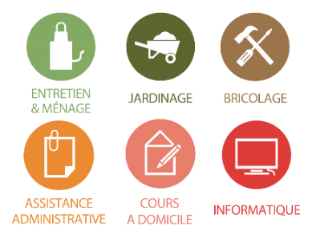 ENTRETIEN
& MÉNAGE
JARDINAGE
BRICOLAGE
ASSISTANCE
ADMINISTRATIVE
COURS
A DOMICILE
INFORMATIQUE